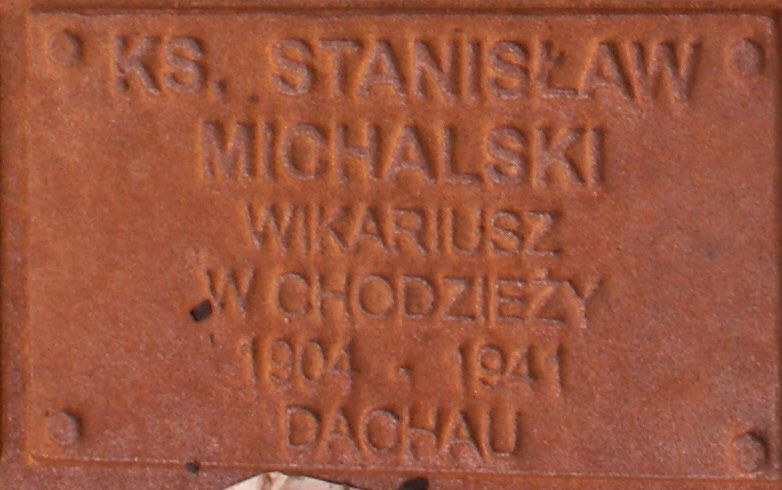 KS. STANISŁAW
MICHALSKI
WIKARIUSZ
W CHODZIEŻY
1904 - 1941
DACHAU